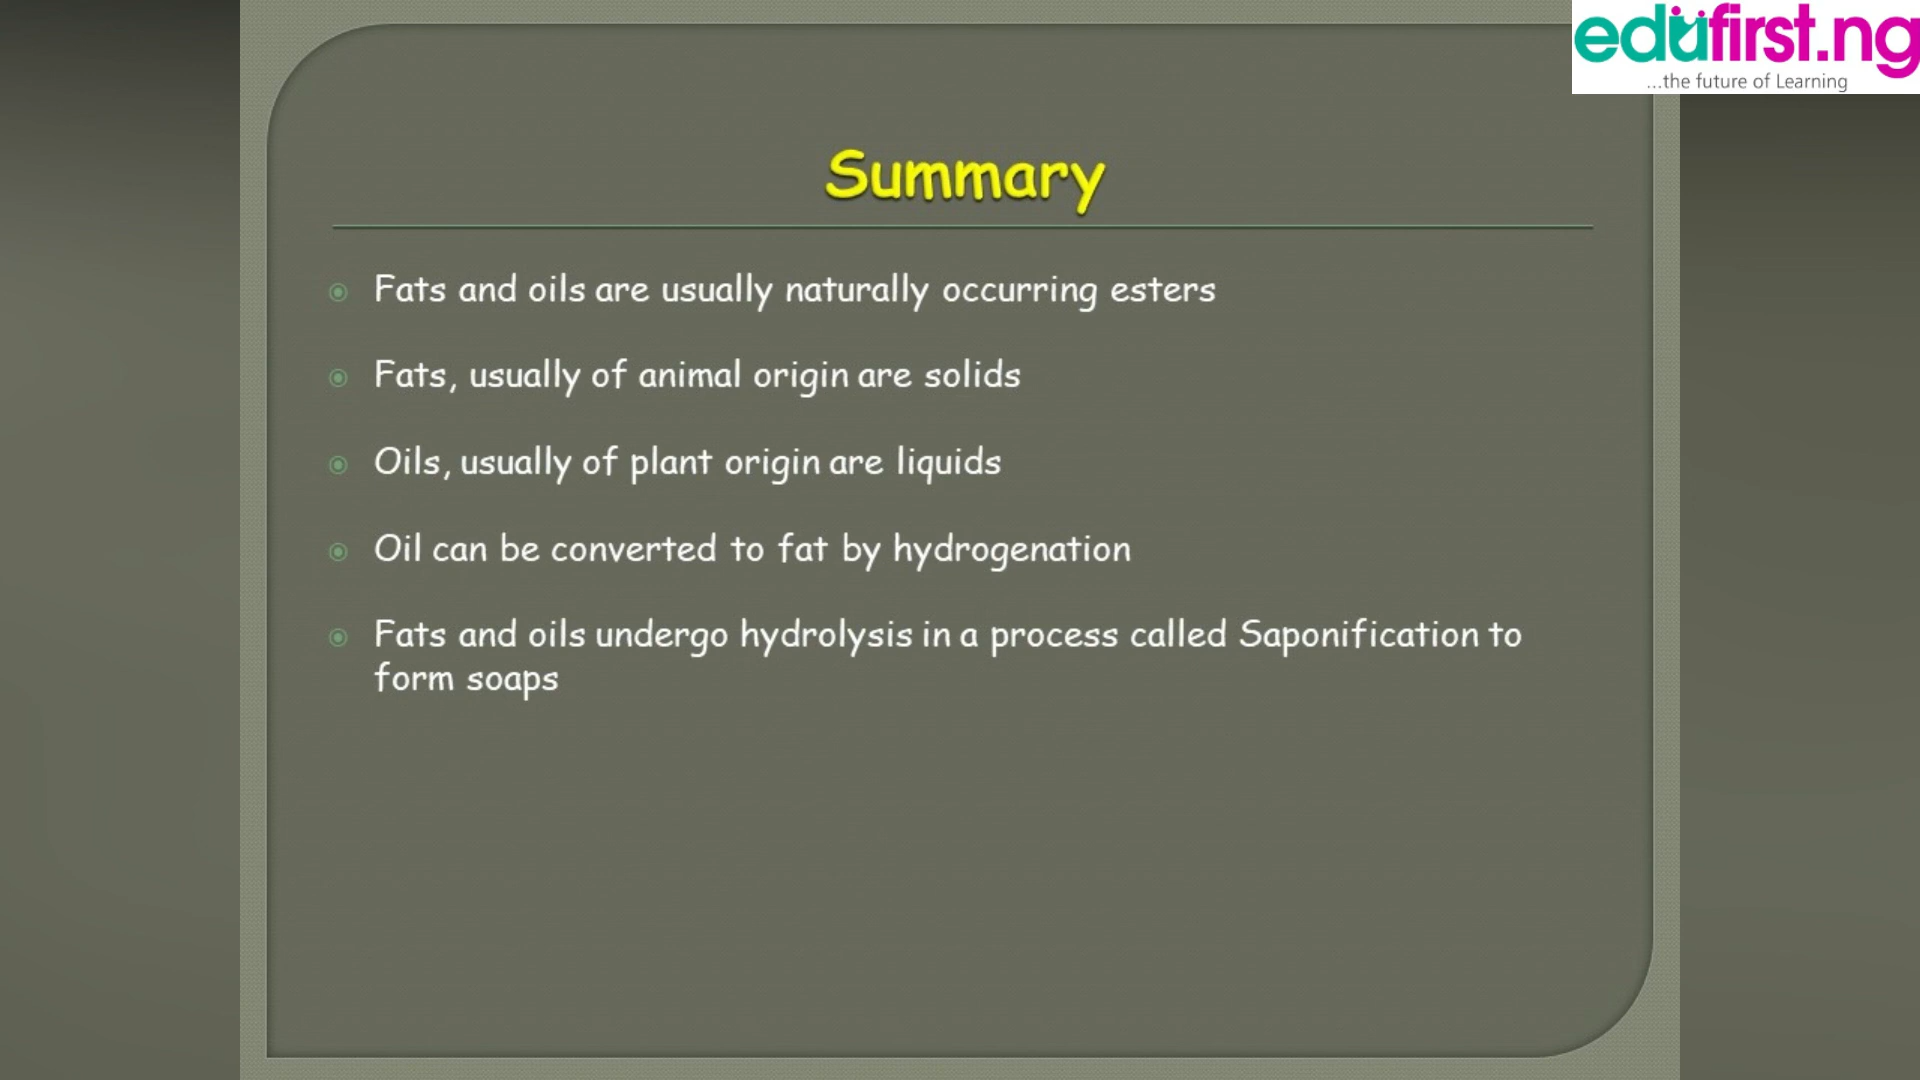 edufirst.ng
...the future of Learning
Summary
Fats and oils are usually naturally occurring esters
Fats, usually of animal origin are solids
Oils, usually of plant origin are liquids
Oil can be converted to fat by hydrogenation
Fats and oils undergo hydrolysis in a process called Saponification to
form soaps